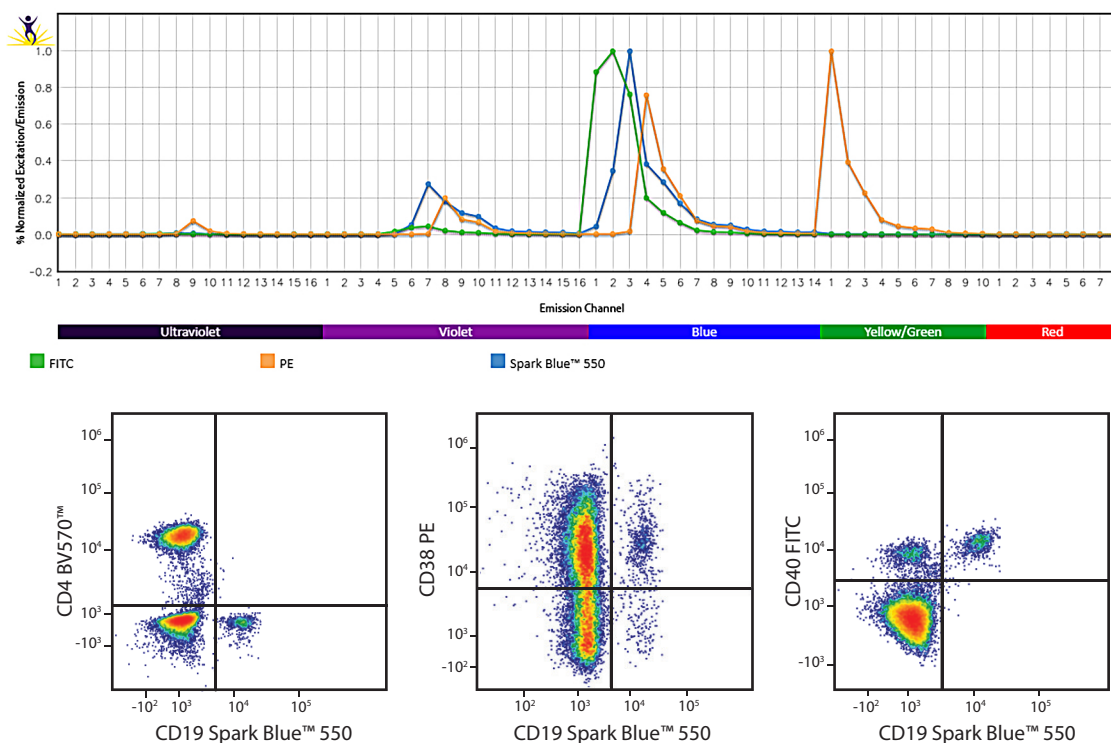 % Normalized Excitation/Emission
1.0
0.8
0.6
0.4
0.2
0.0
-0.2
1 2 3 4 5 6 7 8 9 10 11 12 13 14 15 16 1 2 3 4 5 6 7 8 9 10 11 12 13 14 15 16 1 2 3 4 5 6 7 8 9 10 11 12 13 14 1 2 3 4 5 6 7 8 9 10 1 2 3 4 5 6 7
Emission Channel
Ultraviolet Violet Blue Yellow/Green Red
FITC PE Spark Blue™ 550
CD4 BV570™
10⁶
10⁵
10⁴
10³
-10³
-10² 10³ 10⁴ 10⁵
CD19 Spark Blue™ 550
CD38 PE
10⁶
10⁵
10⁴
10³
-10²
10² 10³ 10⁴ 10⁵
CD19 Spark Blue™ 550
CD40 FITC
10⁶
10⁵
10⁴
10³
-10³
-10² 10³ 10⁴ 10⁵
CD19 Spark Blue™ 550